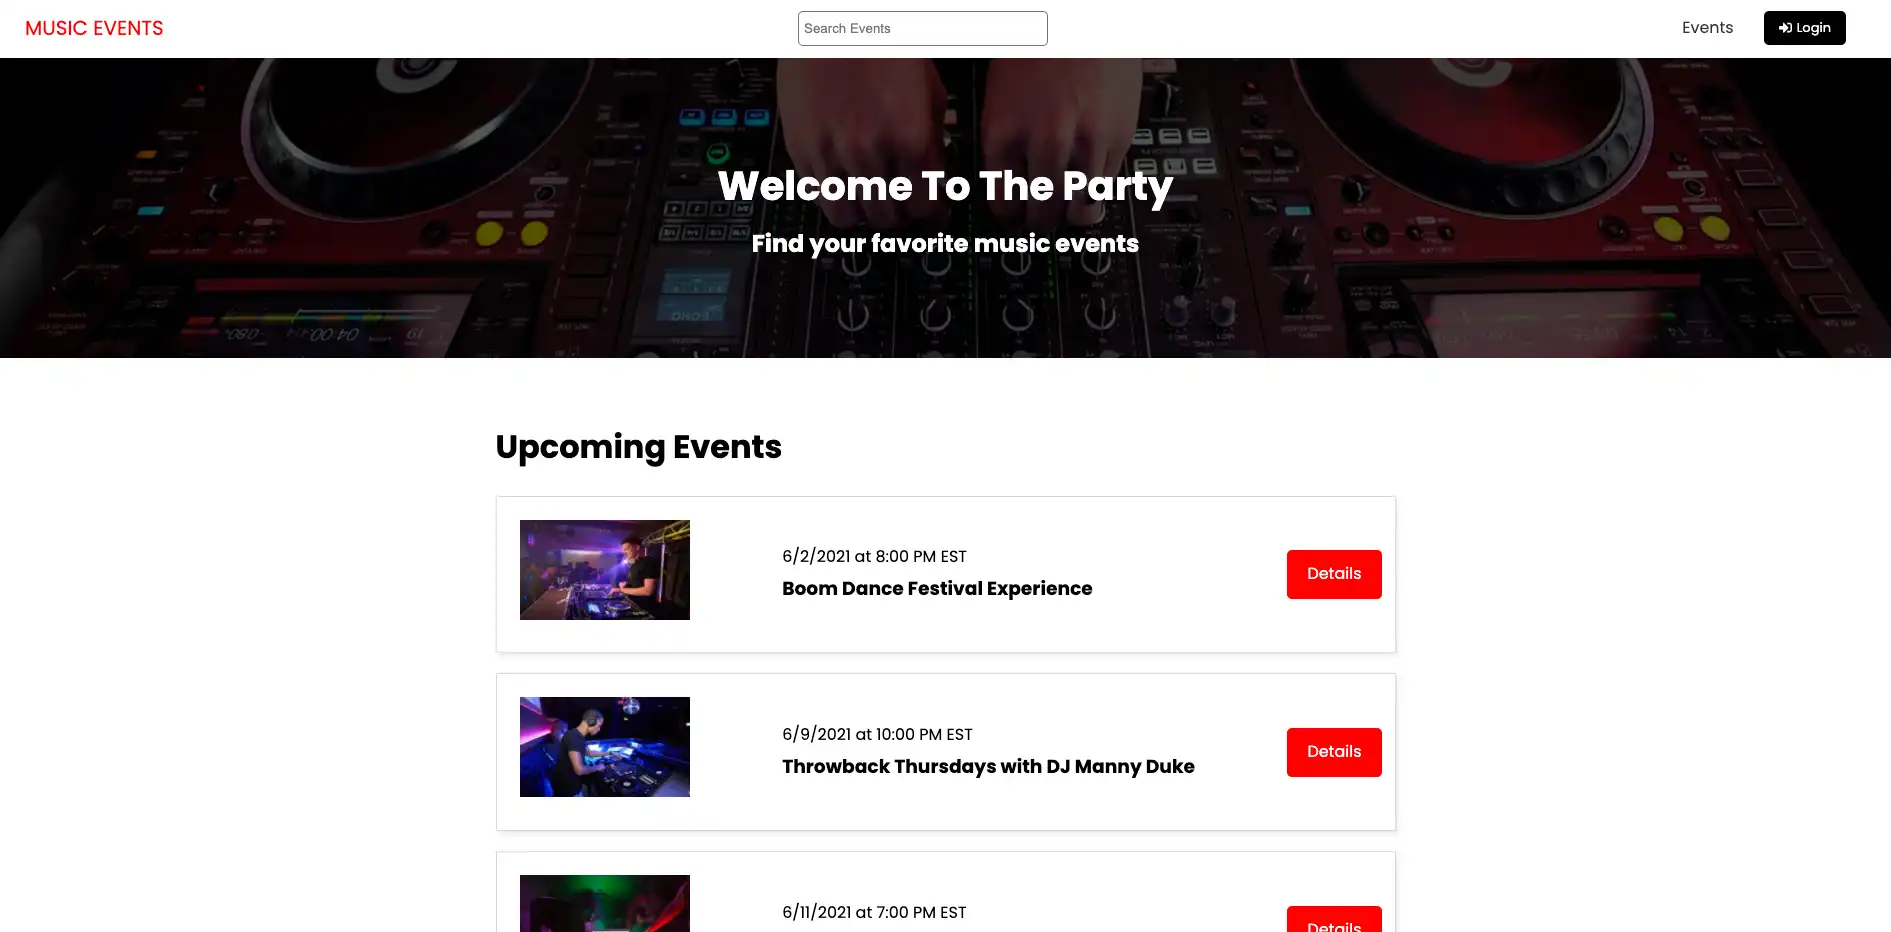 MUSIC EVENTS
Search Events
Events
Login
Welcome To The Party
Find your favorite music events
Upcoming Events
6/2/2021 at 8:00 PM EST
Boom Dance Festival Experience
Details
6/9/2021 at 10:00 PM EST
Throwback Thursdays with DJ Manny Duke
Details
6/11/2021 at 7:00 PM EST
Details